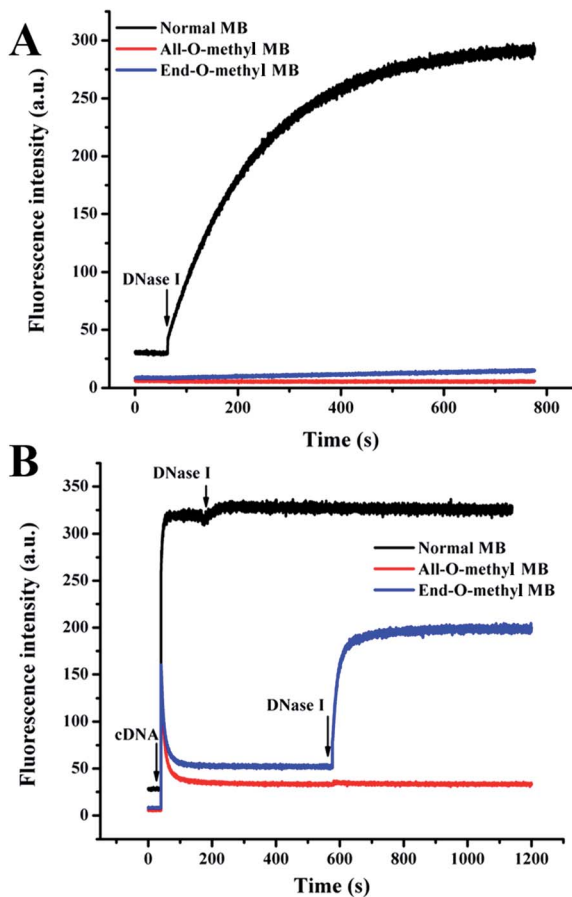 A
Normal MB
All-O-methyl MB
End-O-methyl MB
Fluorescence intensity (a.u.)
300
250
200
150
100
50
0
DNase I
0 200 400 600 800
Time (s)
B
DNase I
Normal MB
All-O-methyl MB
End-O-methyl MB
Fluorescence intensity (a.u.)
350
300
250
200
150
100
50
0
cDNA
DNase I
0 200 400 600 800 1000 1200
Time (s)